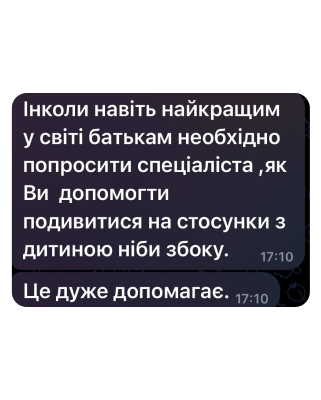 Інколи навіть найкращим
у світі батькам необхідно
попросити спеціаліста ,як
Ви допомогти
подивитися на стосунки з
дитиною ніби збоку.
17:10
Це дуже допомагає.
17:10